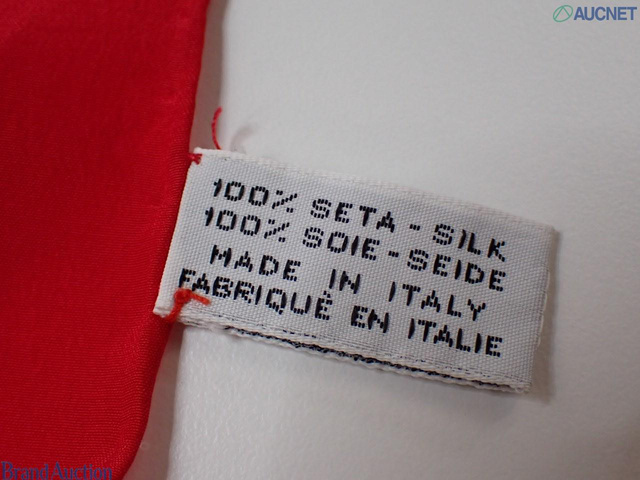 AUCNET
100% SETA - SILK
100% SOIE - SEIDE
MADE IN ITALY
FABRIQUÉ EN ITALIE
Brand Auction